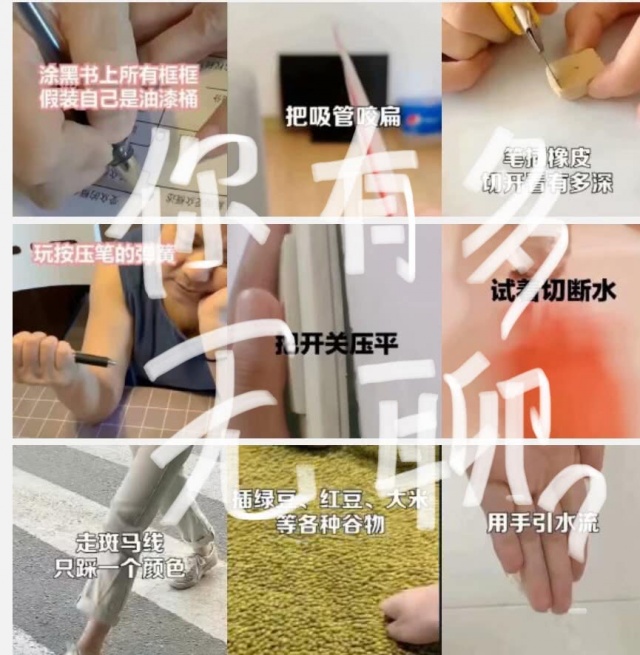 涂黑书上所有框框
假装自己是油漆桶
把吸管咬扁
笔插橡皮
切开看有多深
玩按压笔的弹簧
把开关压平
试着切断水
走斑马线
只踩一个颜色
插绿豆、红豆、大米
等各种谷物
用手引水流
你有多
无聊?